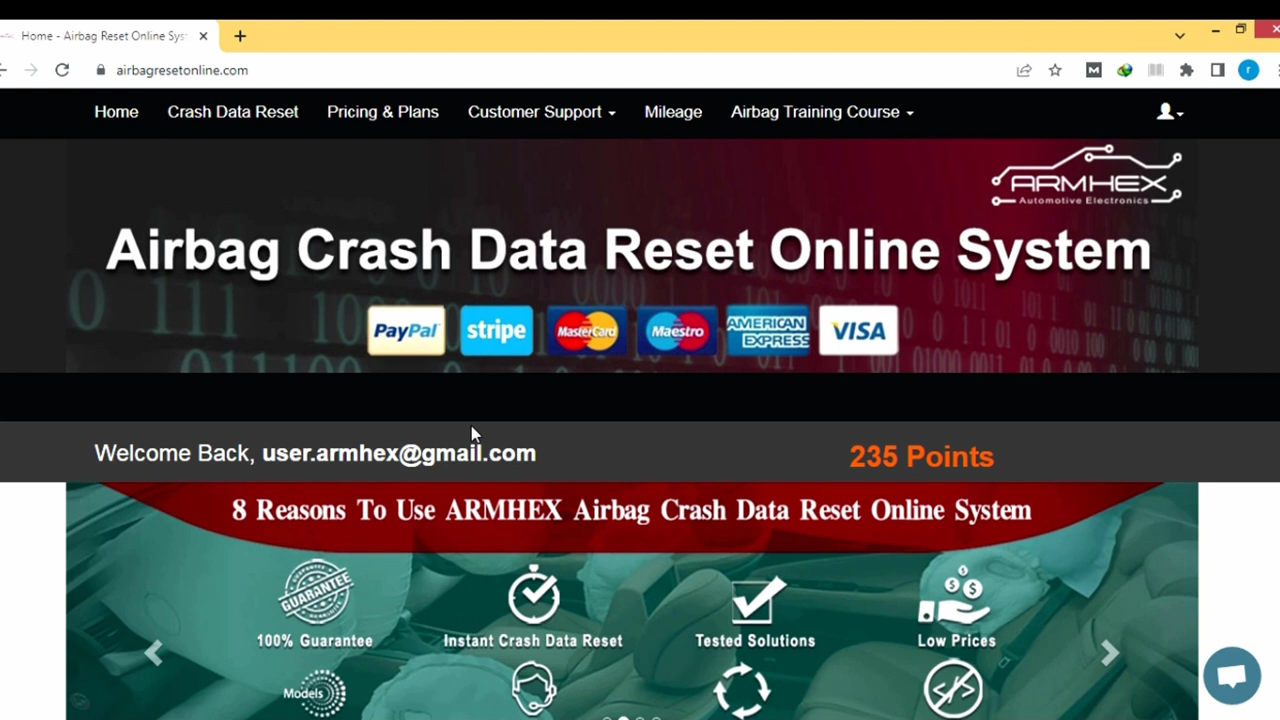 Home - Airbag Reset Online Sys
airbagresetonline.com
M
r
Home Crash Data Reset Pricing & Plans Customer Support Mileage Airbag Training Course
ARMHEX
Automotive Electronics
Airbag Crash Data Reset Online System
PayPal stripe MasterCard Maestro AMERICAN EXPRESS VISA
Welcome Back, user.armhex@gmail.com 235 Points
8 Reasons To Use ARMHEX Airbag Crash Data Reset Online System
GUARANTEE
100% Guarantee Instant Crash Data Reset Tested Solutions Low Prices
Models